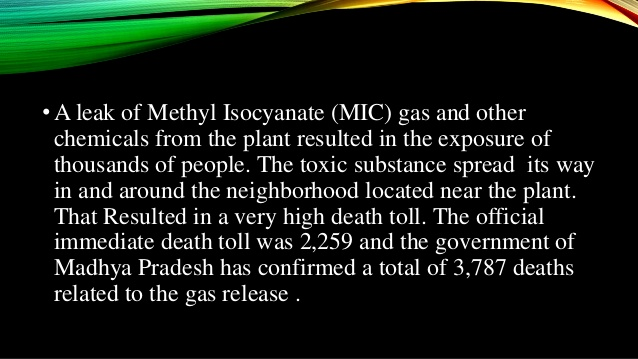 • A leak of Methyl Isocyanate (MIC) gas and other
chemicals from the plant resulted in the exposure of
thousands of people. The toxic substance spread its way
in and around the neighborhood located near the plant.
That Resulted in a very high death toll. The official
immediate death toll was 2,259 and the government of
Madhya Pradesh has confirmed a total of 3,787 deaths
related to the gas release .